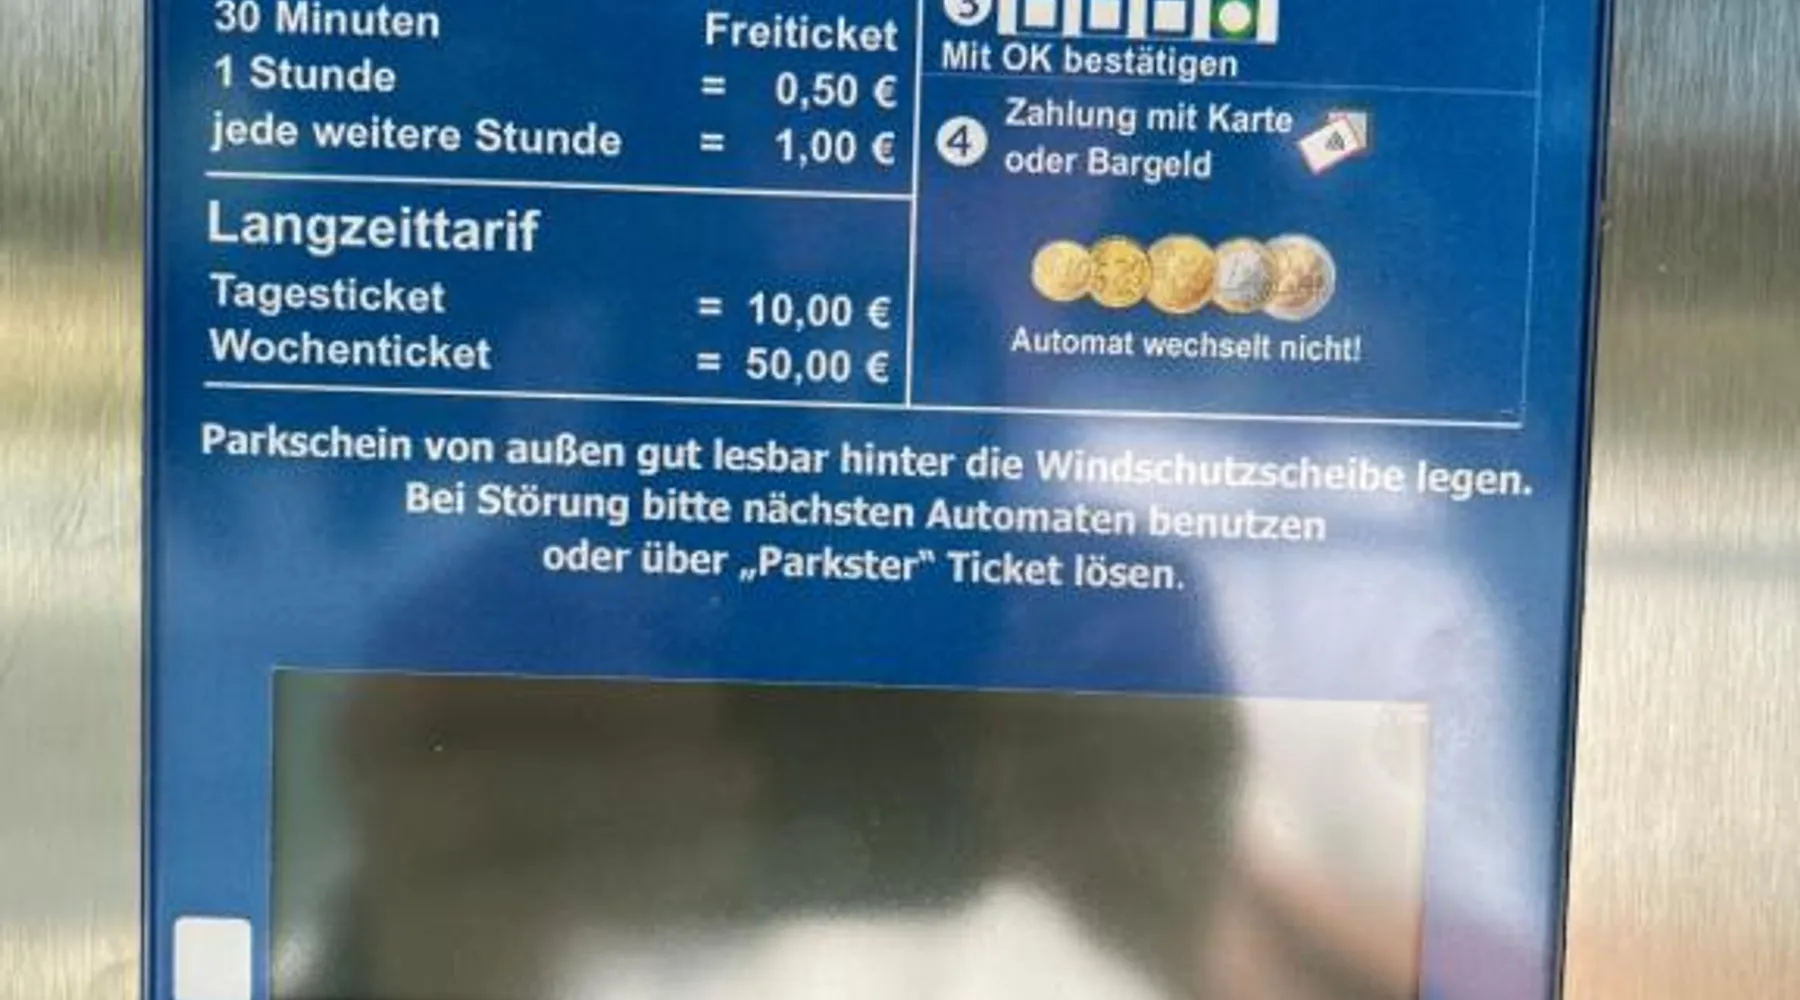 30 Minuten Freiticket
1 Stunde = 0,50 €
jede weitere Stunde = 1,00 €
Langzeittarif
Tagesticket = 10,00 €
Wochenticket = 50,00 €
3
Mit OK bestätigen
4 Zahlung mit Karte
oder Bargeld
Automat wechselt nicht!
Parkschein von außen gut lesbar hinter die Windschutzscheibe legen.
Bei Störung bitte nächsten Automaten benutzen
oder über „Parkster“ Ticket lösen.